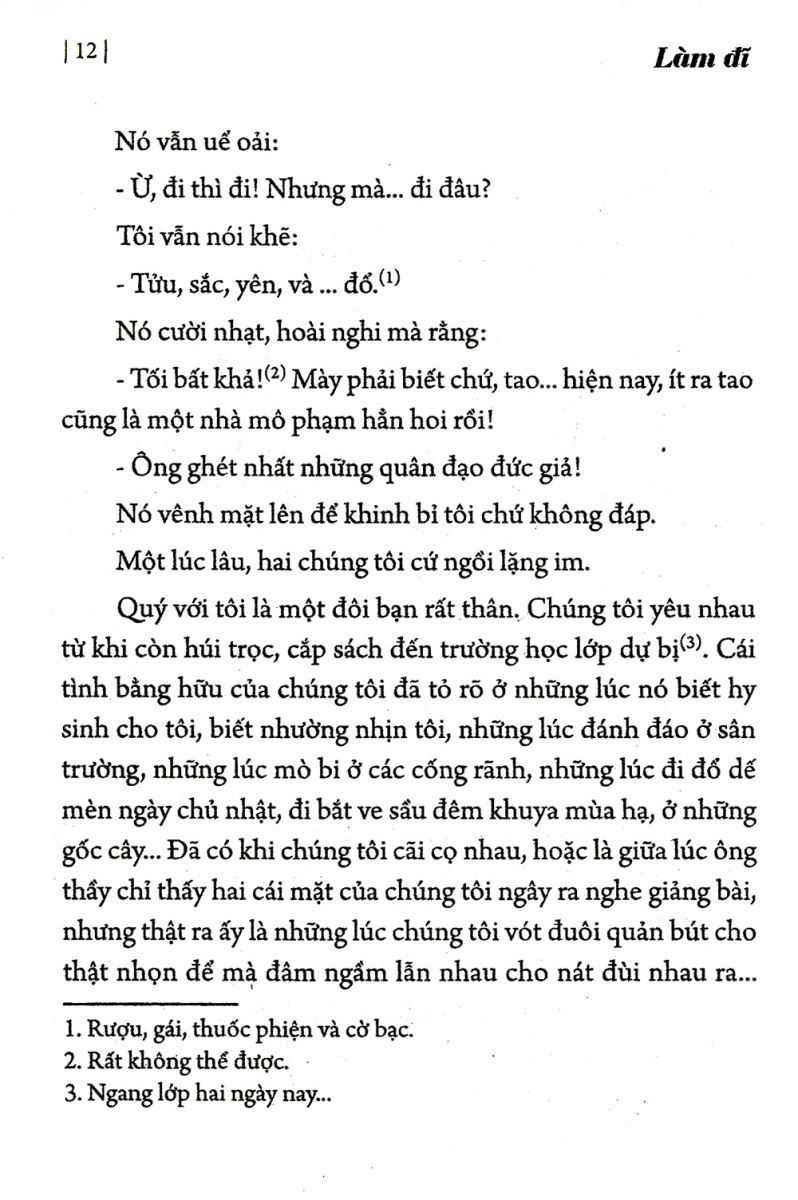 | 12 |
Làm đĩ
Nó vẫn uể oải:
- Ừ, đi thì đi! Nhưng mà... đi đâu?
Tôi vẫn nói khẽ:
- Tửu, sắc, yên, và ... đổ.(1)
Nó cười nhạt, hoài nghi mà rằng:
- Tối bất khả!(2) Mày phải biết chứ, tao... hiện nay, ít ra tao
cũng là một nhà mô phạm hẳn hoi rồi!
- Ông ghét nhất những quân đạo đức giả!
Nó vênh mặt lên để khinh bỉ tôi chứ không đáp.
Một lúc lâu, hai chúng tôi cứ ngồi lặng im.
Quý với tôi là một đôi bạn rất thân. Chúng tôi yêu nhau
từ khi còn húi trọc, cắp sách đến trường học lớp dự bị(3). Cái
tình bằng hữu của chúng tôi đã tỏ rõ ở những lúc nó biết hy
sinh cho tôi, biết nhường nhịn tôi, những lúc đánh đáo ở sân
trường, những lúc mò bi ở các cống rãnh, những lúc đi đổ dế
mèn ngày chủ nhật, đi bắt ve sầu đêm khuya mùa hạ, ở những
gốc cây... Đã có khi chúng tôi cãi cọ nhau, hoặc là giữa lúc ông
thầy chỉ thấy hai cái mặt của chúng tôi ngây ra nghe giảng bài,
nhưng thật ra ấy là những lúc chúng tôi vót đuôi quản bút cho
thật nhọn để mà đâm ngầm lẫn nhau cho nát đùi nhau ra...
1. Rượu, gái, thuốc phiện và cờ bạc.
2. Rất không thể được.
3. Ngang lớp hai ngày nay...